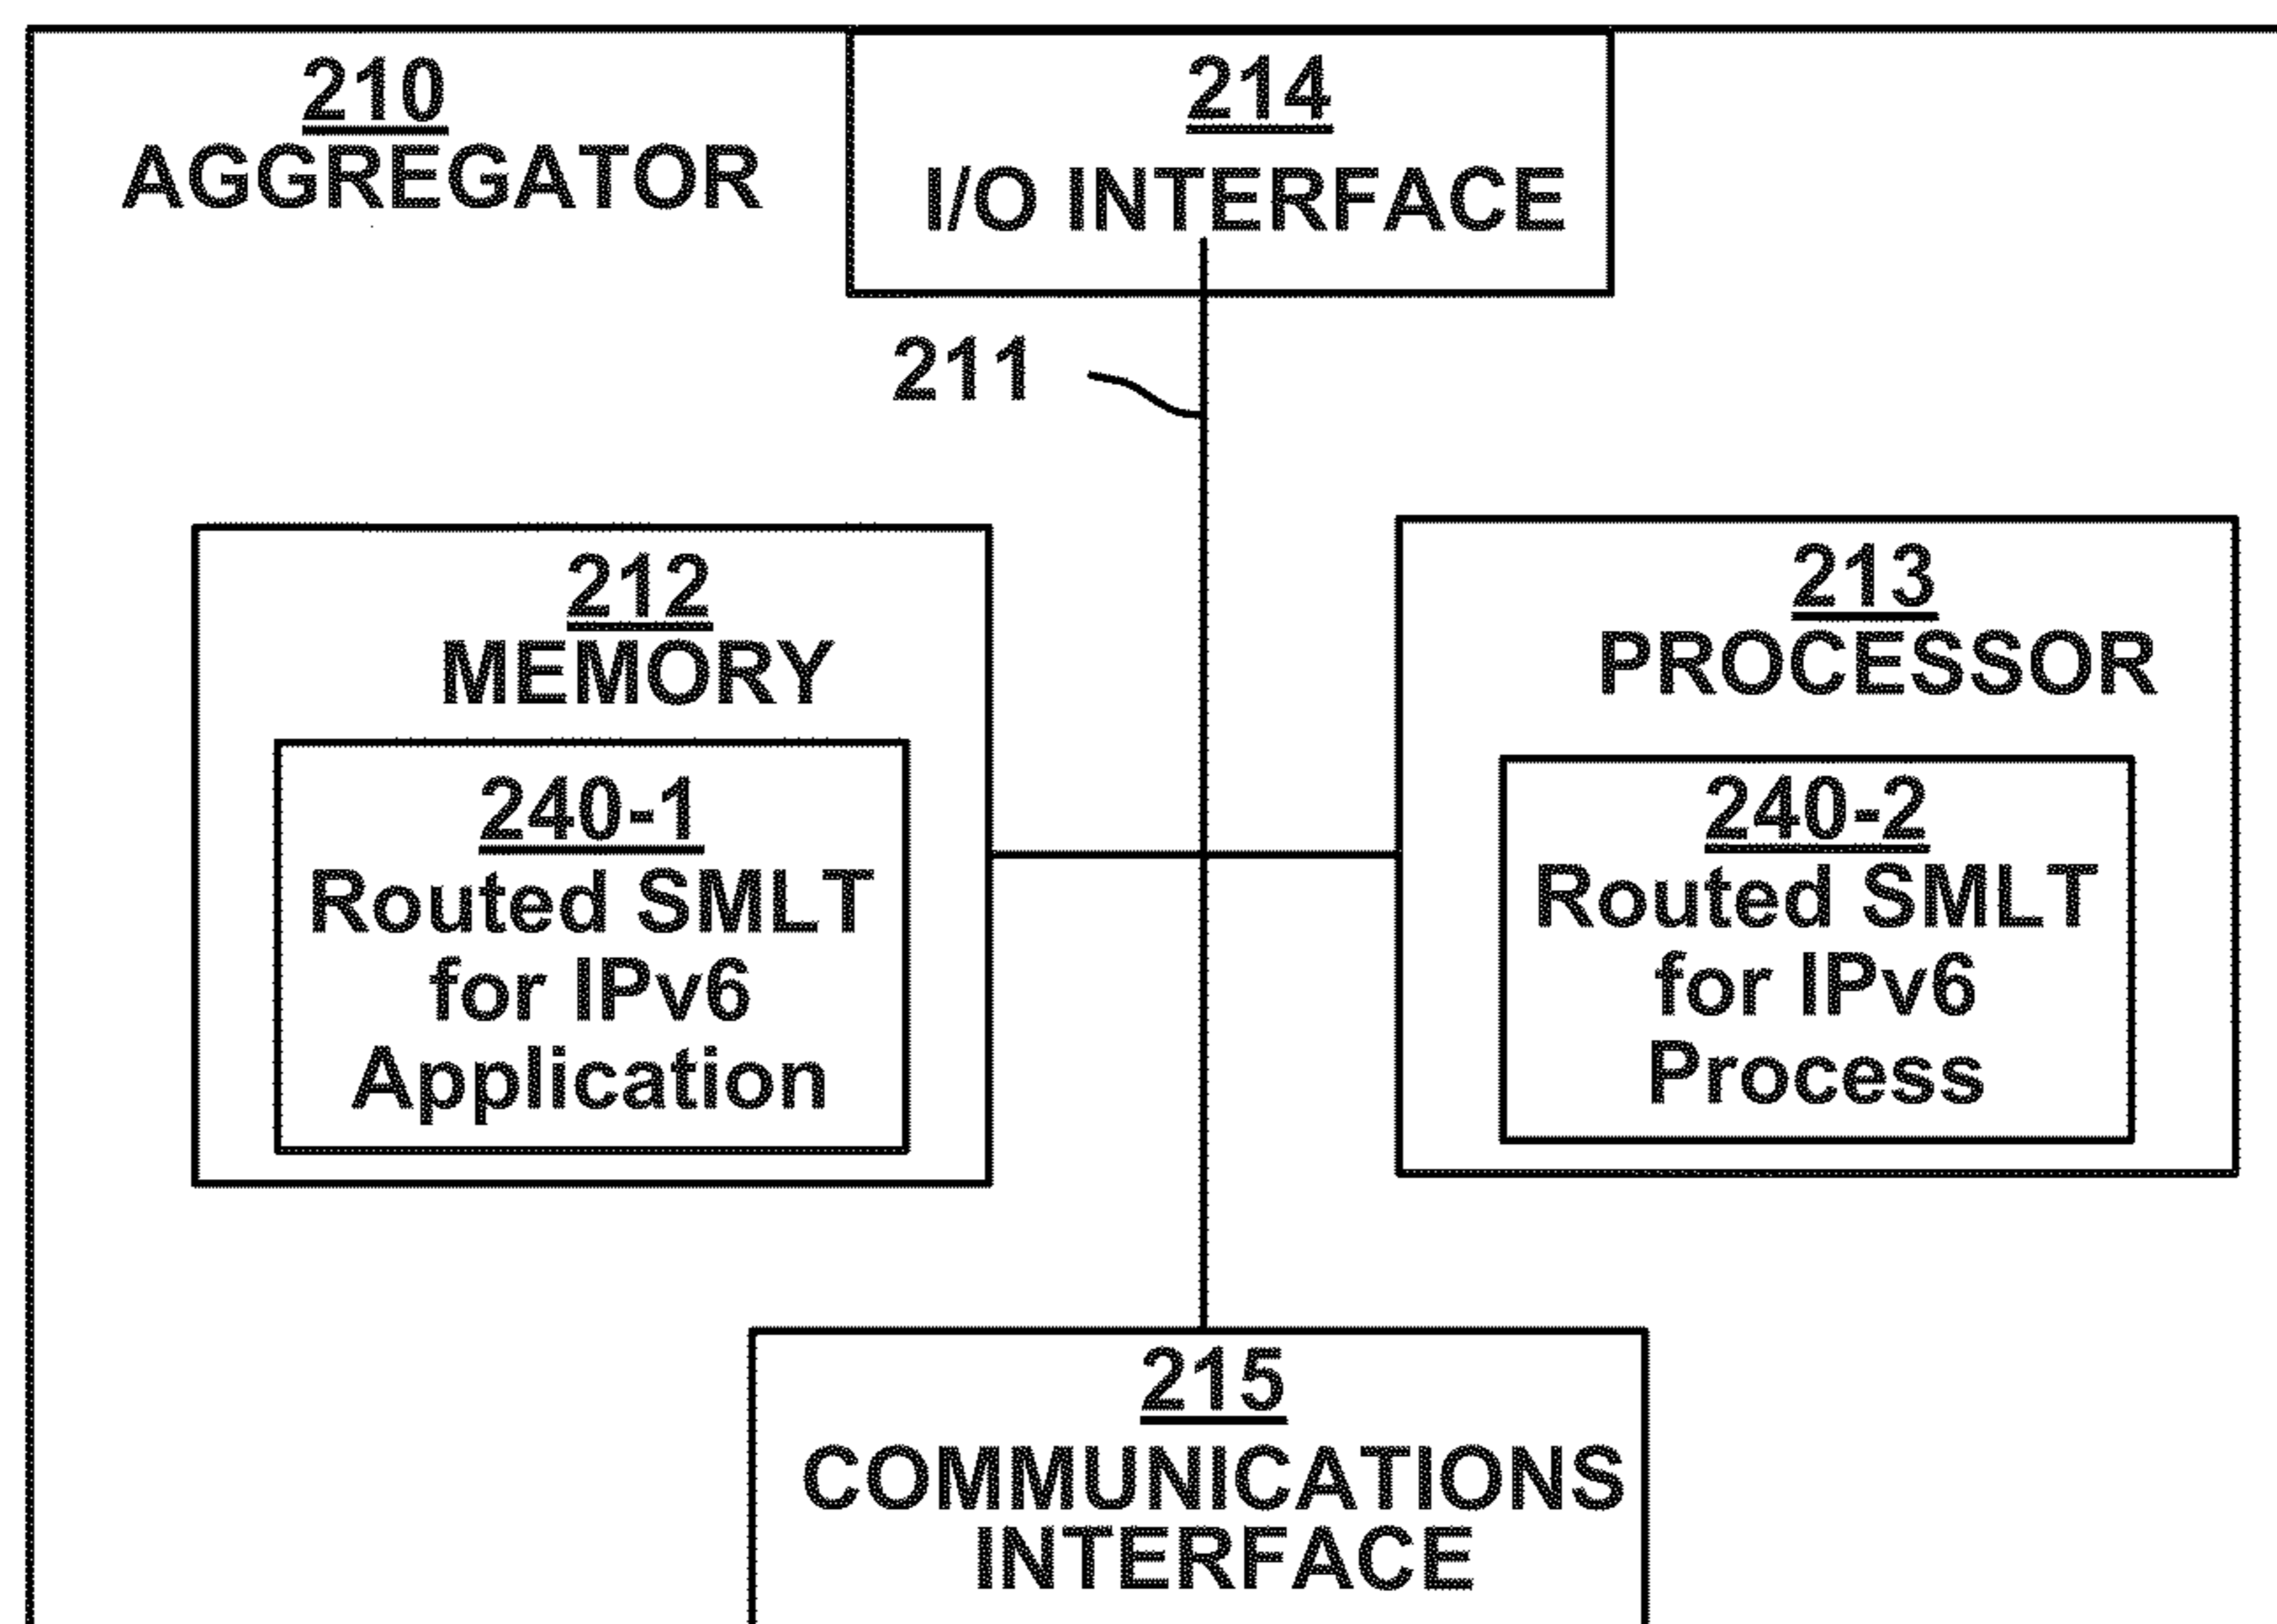 210
AGGREGATOR
214
I/O INTERFACE
211
212
MEMORY
240-1
Routed SMLT
for IPv6
Application
213
PROCESSOR
240-2
Routed SMLT
for IPv6
Process
215
COMMUNICATIONS
INTERFACE